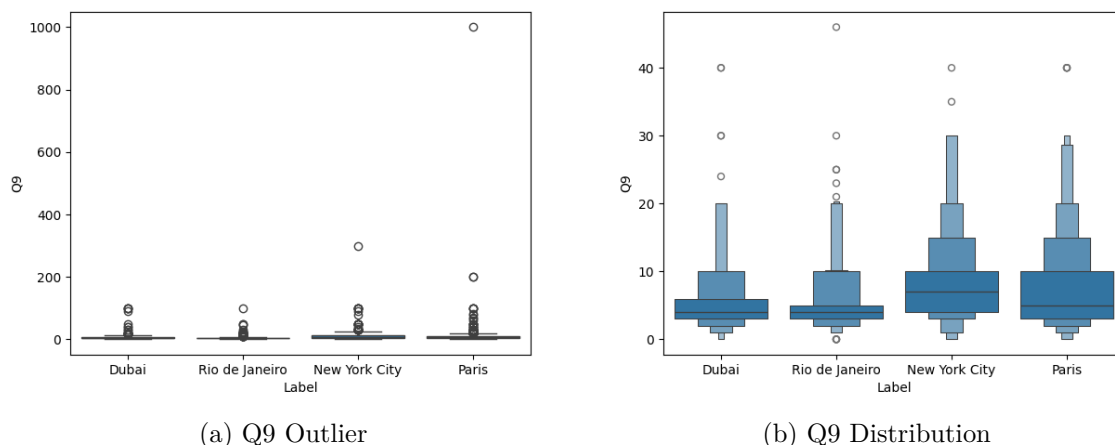 1000
800
600
400
200
0
Q9
Dubai Rio de Janeiro New York City Paris
Label
(a) Q9 Outlier
40
30
20
10
0
Q9
Dubai Rio de Janeiro New York City Paris
Label
(b) Q9 Distribution